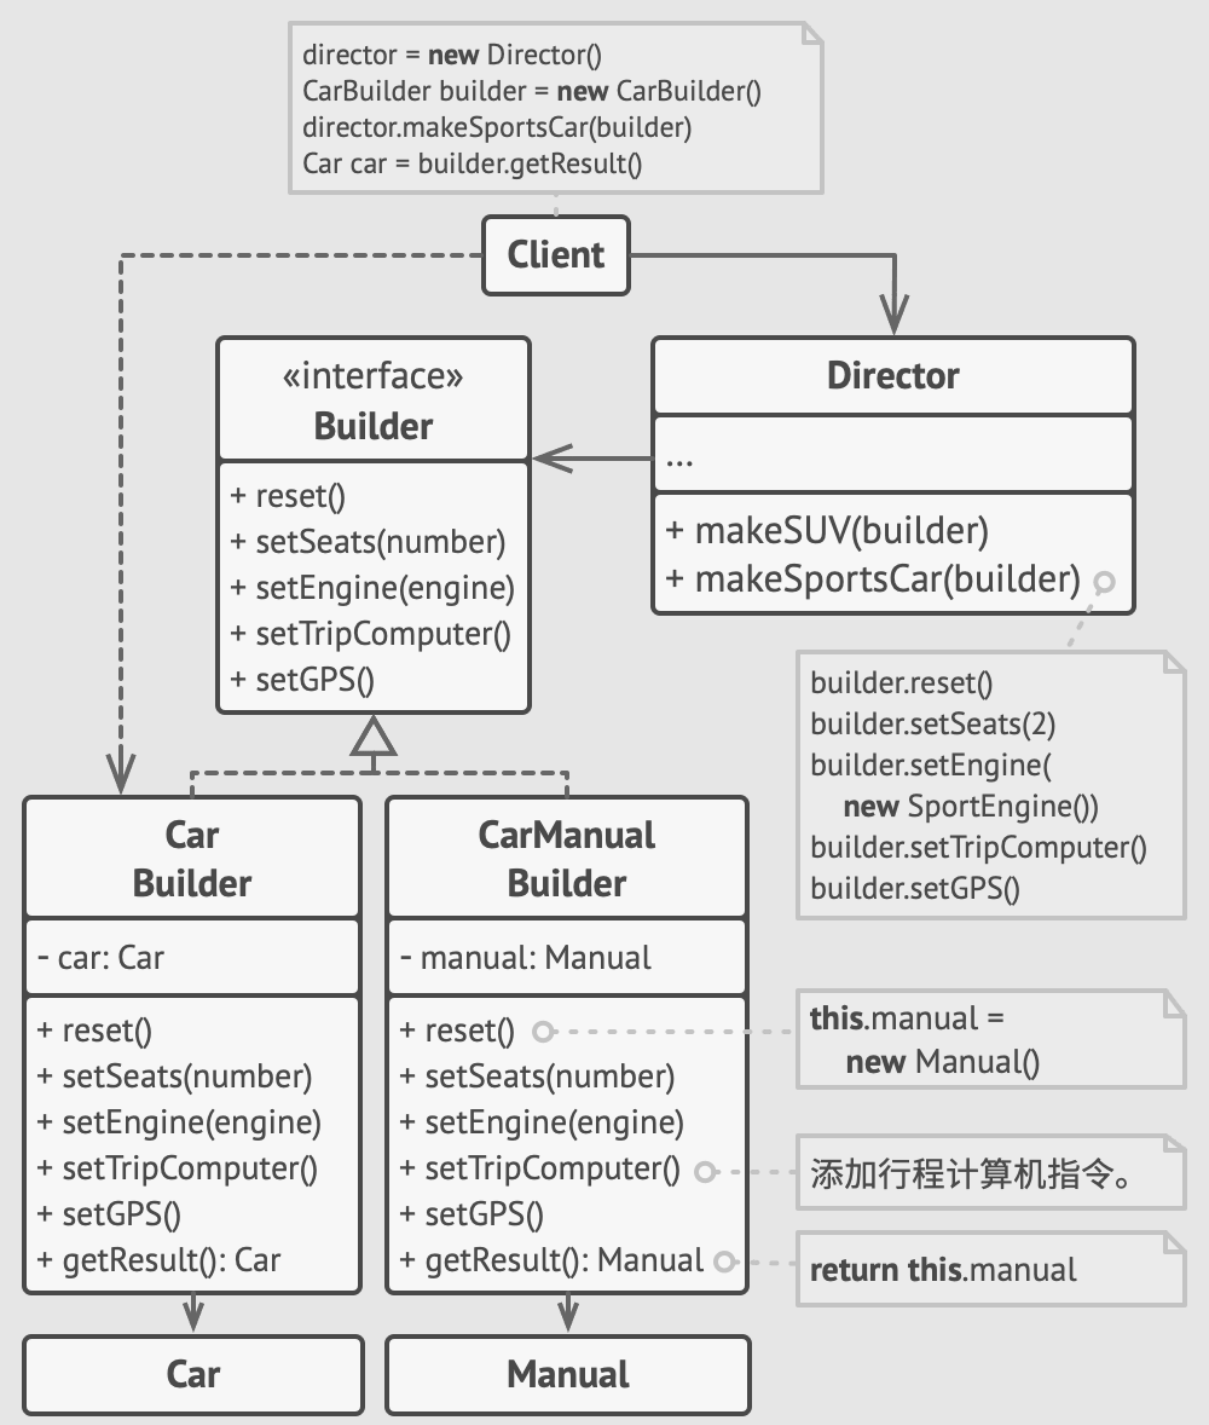 director = new Director()
CarBuilder builder = new CarBuilder()
director.makeSportsCar(builder)
Car car = builder.getResult()
Client
«interface»
Builder
+ reset()
+ setSeats(number)
+ setEngine(engine)
+ setTripComputer()
+ setGPS()
Director
...
+ makeSUV(builder)
+ makeSportsCar(builder)
builder.reset()
builder.setSeats(2)
builder.setEngine(
new SportEngine())
builder.setTripComputer()
builder.setGPS()
Car
Builder
- car: Car
+ reset()
+ setSeats(number)
+ setEngine(engine)
+ setTripComputer()
+ setGPS()
+ getResult(): Car
CarManual
Builder
- manual: Manual
+ reset()
+ setSeats(number)
+ setEngine(engine)
+ setTripComputer()
+ setGPS()
+ getResult(): Manual
this.manual =
new Manual()
添加行程计算机指令。
return this.manual
Car
Manual